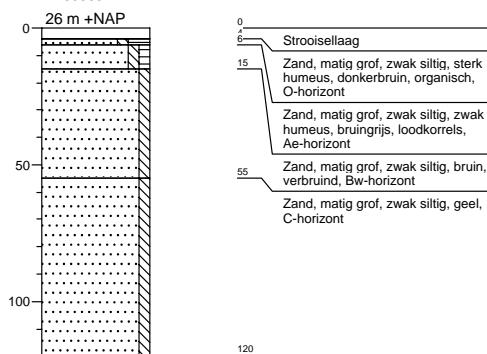 26 m +NAP
0
50
100
0
4
6
15
55
120
Strooisellaag
Zand, matig grof, zwak siltig, sterk
humeus, donkerbruin, organisch,
O-horizont
Zand, matig grof, zwak siltig, zwak
humeus, bruingrijs, loodkorrels,
Ae-horizont
Zand, matig grof, zwak siltig, bruin,
verbruind, Bw-horizont
Zand, matig grof, zwak siltig, geel,
C-horizont